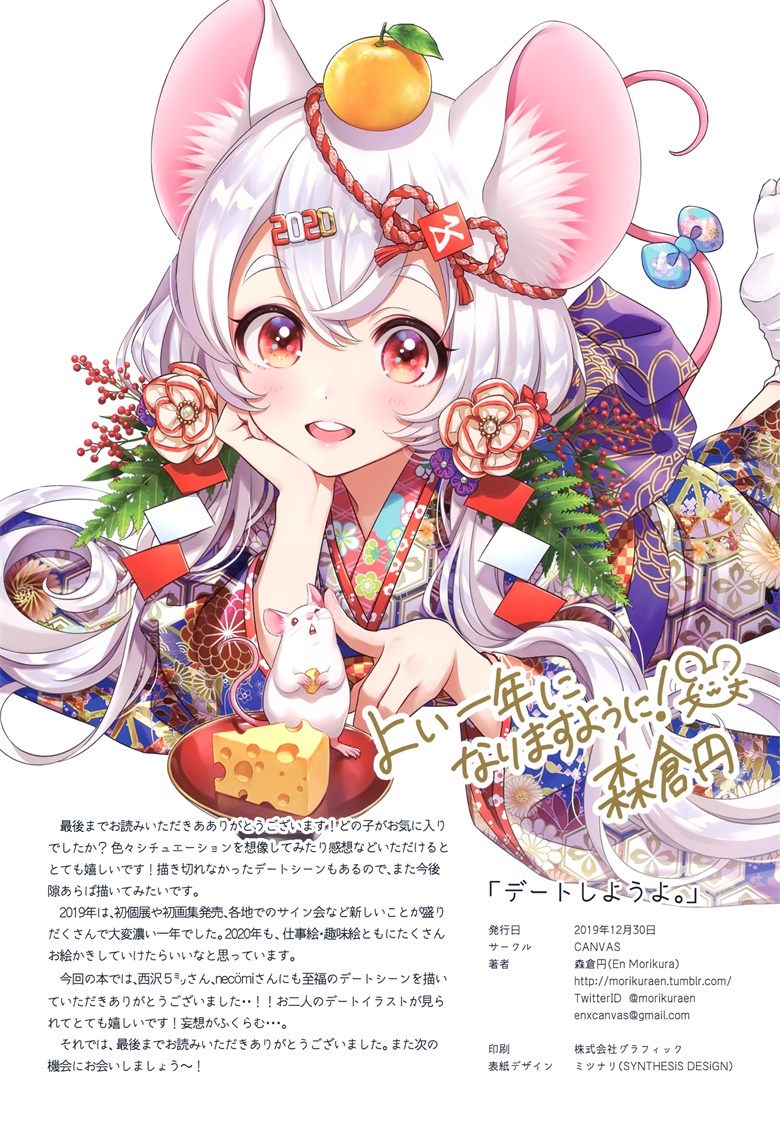 2020
子
よい一年に
なりますように!
森倉円
最後までお読みいただきありがとうございます!どの子がお気に入り
でしたか?色々シチュエーションを想像してみたり感想などいただけると
とても嬉しいです!描き切れなかったデートシーンもあるので、また今後
隙あらば描いてみたいです。
2019年は、初個展や初画集発売、各地でのサイン会など新しいことが盛り
だくさんで大変濃い一年でした。2020年も、仕事絵・趣味絵ともにたくさん
お絵かきしていけたらいいなと思っています。
今回の本では、西沢5㍉さん、necömiさんにも至福のデートシーンを描い
ていただきありがとうございました・・!!お二人のデートイラストが見ら
れてとても嬉しいです!妄想がふくらむ・・・。
それでは、最後までお読みいただきありがとうございました。また次の
機会にお会いしましょう〜!
「デートしようよ。」
発行日 2019年12月30日
サークル CANVAS
著者 森倉円(En Morikura)
http://morikuraen.tumblr.com/
TwitterID @morikuraen
enxcanvas@gmail.com
印刷 株式会社グラフィック
表紙デザイン ミツナリ(SYNTHESiS DESiGN)